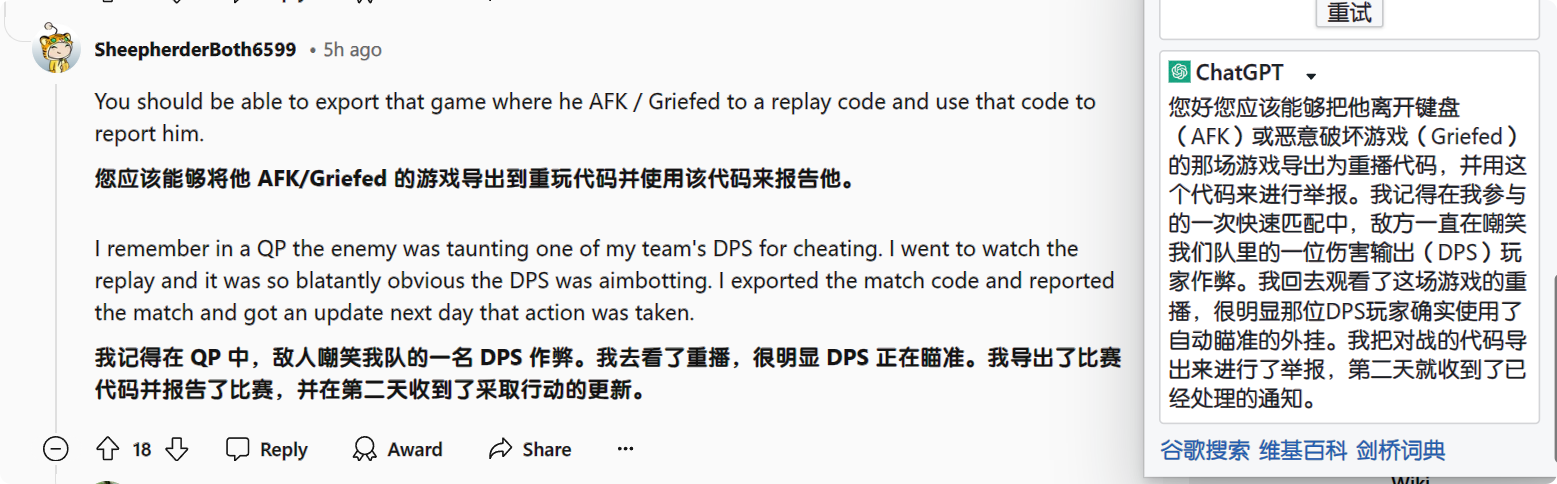 SheepherderBoth6599 • 5h ago
You should be able to export that game where he AFK / Griefed to a replay code and use that code to
report him.
您应该能够将他 AFK/Griefed 的游戏导出到重玩代码并使用该代码来报告他。
I remember in a QP the enemy was taunting one of my team's DPS for cheating. I went to watch the
replay and it was so blatantly obvious the DPS was aimbotting. I exported the match code and reported
the match and got an update next day that action was taken.
我记得在 QP 中，敌人嘲笑我队的一名 DPS 作弊。我去看了重播，很明显 DPS 正在瞄准。我导出了比赛
代码并报告了比赛，并在第二天收到了采取行动的更新。
18 Reply Award Share ...
重试
ChatGPT
您好您应该能够把他离开键盘
（AFK）或恶意破坏游戏（Griefed）
的那场游戏导出为重播代码，并用这
个代码来进行举报。我记得在我参与
的一次快速匹配中，敌方一直在嘲笑
我们队里的一位伤害输出（DPS）玩
家作弊。我回去观看了这场游戏的重
播，很明显那位DPS玩家确实使用了
自动瞄准的外挂。我把对战的代码导
出来进行了举报，第二天就收到了已
经处理的通知。
谷歌搜索 维基百科 剑桥词典
Wiki